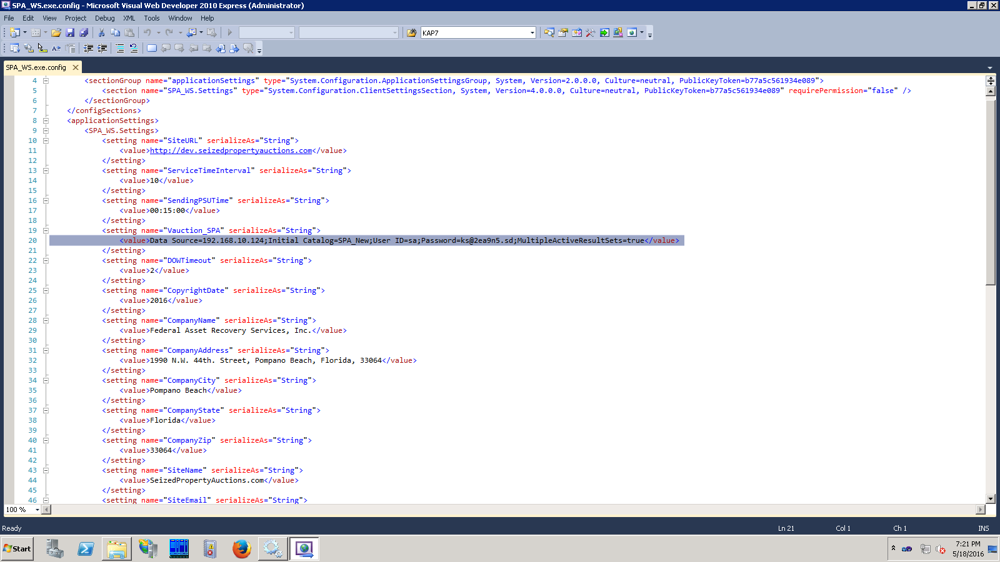 SPA_WS.exe.config - Microsoft Visual Web Developer 2010 Express (Administrator)
File Edit View Project Debug XML Tools Window Help
KAP7
SPA_WS.exe.config
4 <sectionGroup name="applicationSettings" type="System.Configuration.ApplicationSettingsGroup, System, Version=2.0.0.0, Culture=neutral, PublicKeyToken=b77a5c561934e089">
5 <section name="SPA_WS.Settings" type="System.Configuration.ClientSettingsSection, System, Version=4.0.0.0, Culture=neutral, PublicKeyToken=b77a5c561934e089" requirePermission="false" />
6 </sectionGroup>
7 </configSections>
8 <applicationSettings>
9 <SPA_WS.Settings>
10 <setting name="SiteURL" serializeAs="String">
11 <value>http://dev.seizedpropertyauctions.com</value>
12 </setting>
13 <setting name="ServiceTimeInterval" serializeAs="String">
14 <value>10</value>
15 </setting>
16 <setting name="SendingPSUTime" serializeAs="String">
17 <value>00:15:00</value>
18 </setting>
19 <setting name="Vauction_SPA" serializeAs="String">
20 <value>Data Source=192.168.10.124;Initial Catalog=SPA_New;User ID=sa;Password=ks@2ea9n5.sd;MultipleActiveResultSets=true</value>
21 </setting>
22 <setting name="DOWTimeout" serializeAs="String">
23 <value>2</value>
24 </setting>
25 <setting name="CopyrightDate" serializeAs="String">
26 <value>2016</value>
27 </setting>
28 <setting name="CompanyName" serializeAs="String">
29 <value>Federal Asset Recovery Services, Inc.</value>
30 </setting>
31 <setting name="CompanyAddress" serializeAs="String">
32 <value>1990 N.W. 44th. Street, Pompano Beach, Florida, 33064</value>
33 </setting>
34 <setting name="CompanyCity" serializeAs="String">
35 <value>Pompano Beach</value>
36 </setting>
37 <setting name="CompanyState" serializeAs="String">
38 <value>Florida</value>
39 </setting>
40 <setting name="CompanyZip" serializeAs="String">
41 <value>33064</value>
42 </setting>
43 <setting name="SiteName" serializeAs="String">
44 <value>SeizedPropertyAuctions.com</value>
45 </setting>
46 <setting name="SiteEmail" serializeAs="String">
100 %
Ready Ln 21 Col 1 Ch 1 INS
Start 7:21 PM
5/18/2016